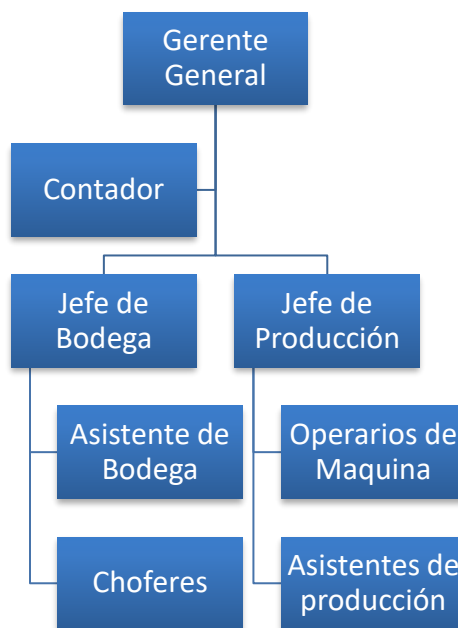 Gerente
General
Contador
Jefe de
Bodega
Jefe de
Producción
Asistente de
Bodega
Operarios de
Maquina
Choferes
Asistentes de
producción